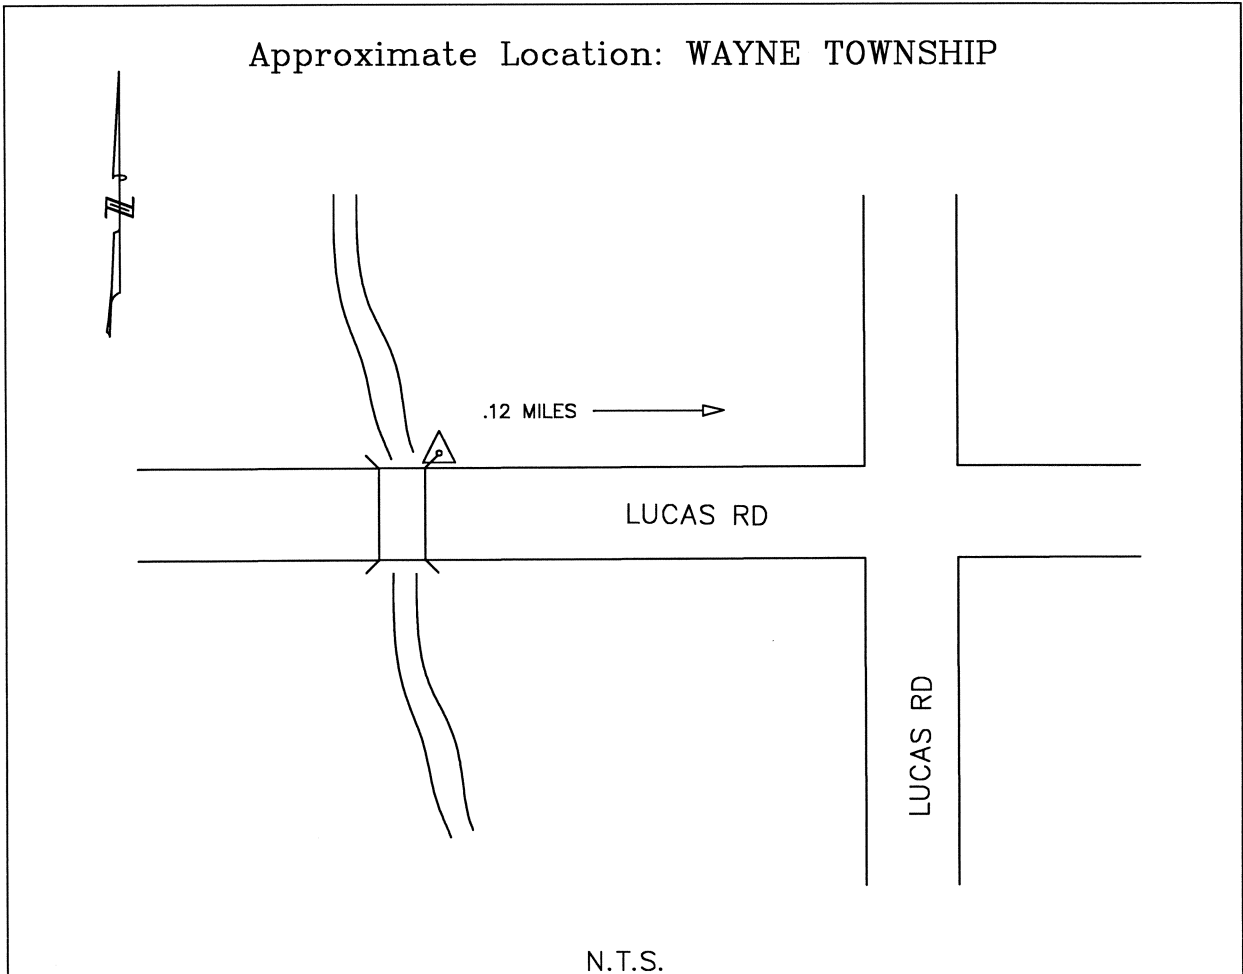 Approximate Location: WAYNE TOWNSHIP
N
.12 MILES
LUCAS RD
LUCAS RD
N.T.S.